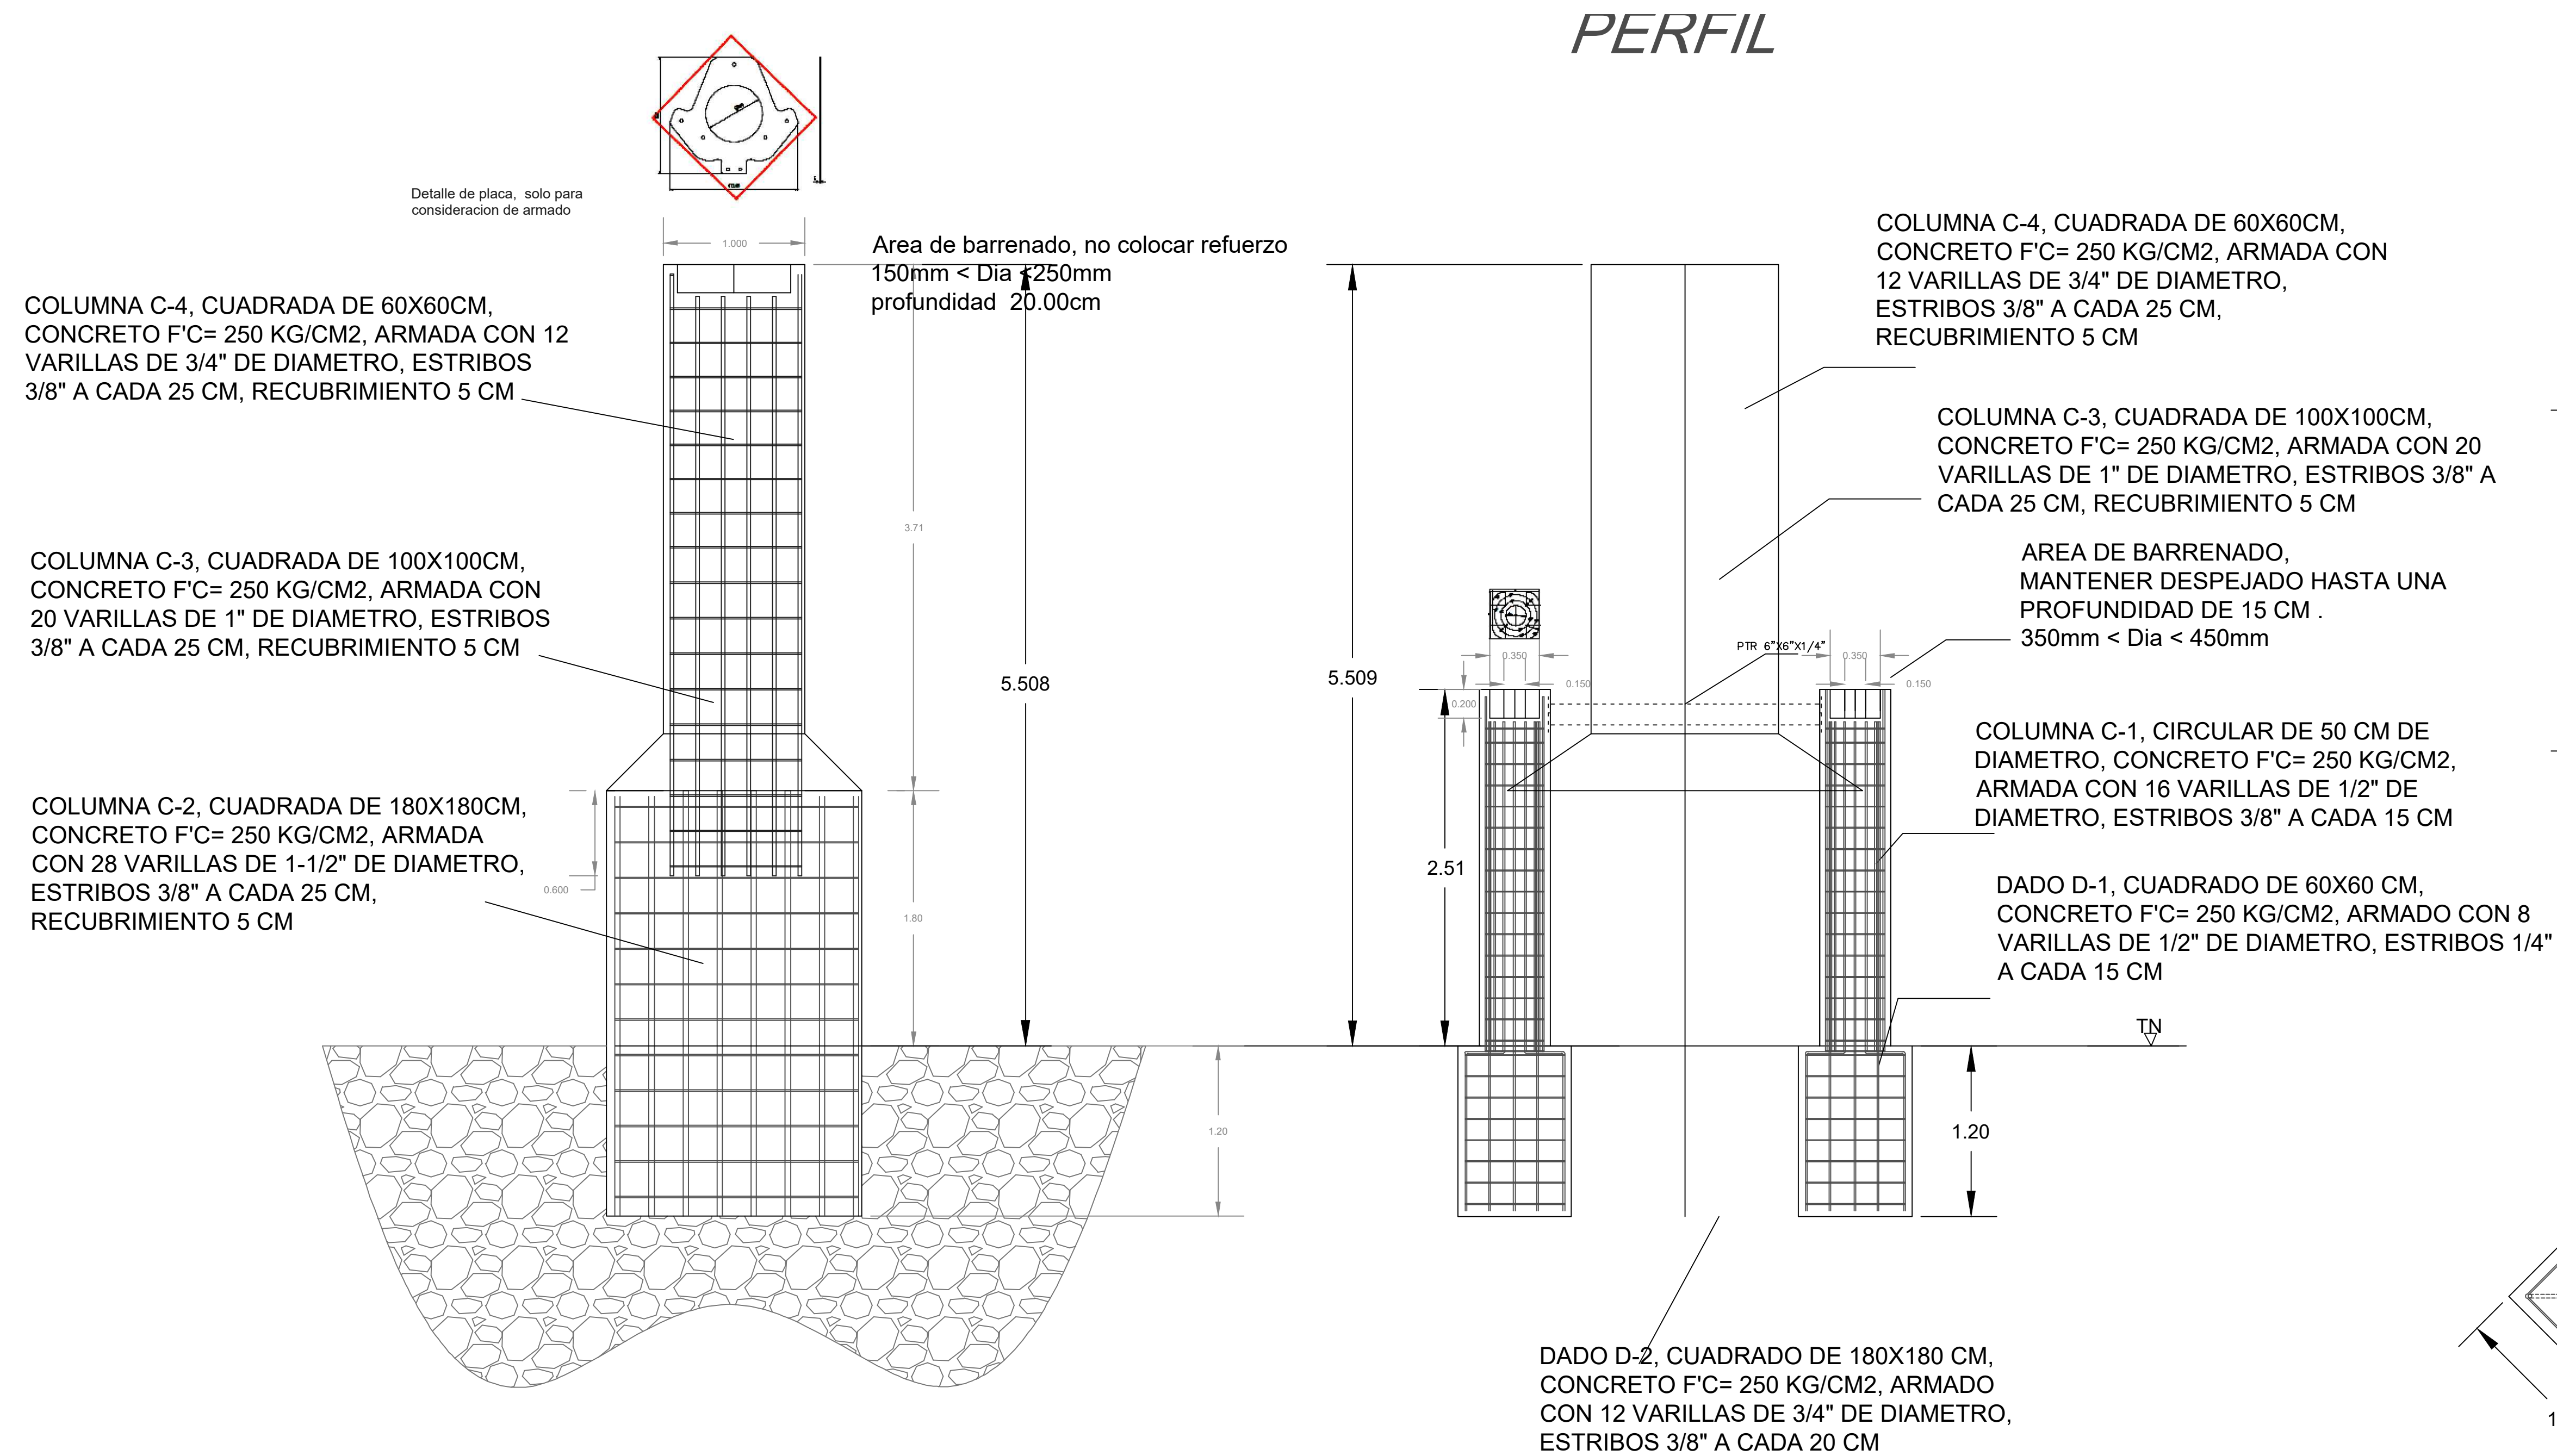 PERFIL
Detalle de placa, solo para
consideracion de armado
1.000
Area de barrenado, no colocar refuerzo
150mm < Dia <250mm
profundidad 20.00cm
COLUMNA C-4, CUADRADA DE 60X60CM,
CONCRETO F'C= 250 KG/CM2, ARMADA CON 12
VARILLAS DE 3/4" DE DIAMETRO, ESTRIBOS
3/8" A CADA 25 CM, RECUBRIMIENTO 5 CM
COLUMNA C-3, CUADRADA DE 100X100CM,
CONCRETO F'C= 250 KG/CM2, ARMADA CON
20 VARILLAS DE 1" DE DIAMETRO, ESTRIBOS
3/8" A CADA 25 CM, RECUBRIMIENTO 5 CM
COLUMNA C-2, CUADRADA DE 180X180CM,
CONCRETO F'C= 250 KG/CM2, ARMADA
CON 28 VARILLAS DE 1-1/2" DE DIAMETRO,
ESTRIBOS 3/8" A CADA 25 CM,
RECUBRIMIENTO 5 CM
3.71
5.508
0.600
1.80
1.20
COLUMNA C-4, CUADRADA DE 60X60CM,
CONCRETO F'C= 250 KG/CM2, ARMADA CON
12 VARILLAS DE 3/4" DE DIAMETRO,
ESTRIBOS 3/8" A CADA 25 CM,
RECUBRIMIENTO 5 CM
COLUMNA C-3, CUADRADA DE 100X100CM,
CONCRETO F'C= 250 KG/CM2, ARMADA CON 20
VARILLAS DE 1" DE DIAMETRO, ESTRIBOS 3/8" A
CADA 25 CM, RECUBRIMIENTO 5 CM
AREA DE BARRENADO,
MANTENER DESPEJADO HASTA UNA
PROFUNDIDAD DE 15 CM .
350mm < Dia < 450mm
PTR 6"X6"X1/4"
5.509
0.350
0.350
0.150
0.150
0.200
2.51
COLUMNA C-1, CIRCULAR DE 50 CM DE
DIAMETRO, CONCRETO F'C= 250 KG/CM2,
ARMADA CON 16 VARILLAS DE 1/2" DE
DIAMETRO, ESTRIBOS 3/8" A CADA 15 CM
DADO D-1, CUADRADO DE 60X60 CM,
CONCRETO F'C= 250 KG/CM2, ARMADO CON 8
VARILLAS DE 1/2" DE DIAMETRO, ESTRIBOS 1/4"
A CADA 15 CM
TN
1.20
DADO D-2, CUADRADO DE 180X180 CM,
CONCRETO F'C= 250 KG/CM2, ARMADO
CON 12 VARILLAS DE 3/4" DE DIAMETRO,
ESTRIBOS 3/8" A CADA 20 CM
1